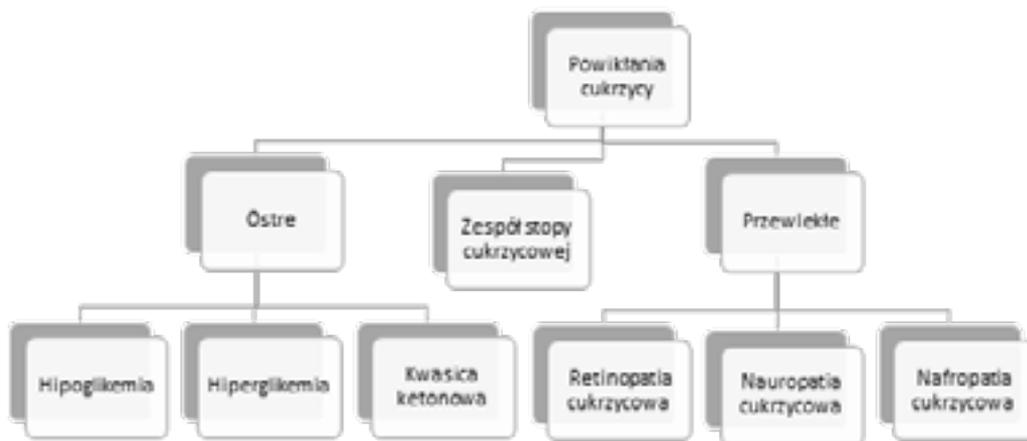 Powikłania
cukrzycy
Ostre
Zespół stopy
cukrzycowej
Przewlekłe
Hipoglikemia
Hiperglikemia
Kwasica
ketonowa
Retinopatia
cukrzycowa
Nauropatia
cukrzycowa
Nafropatia
cukrzycowa